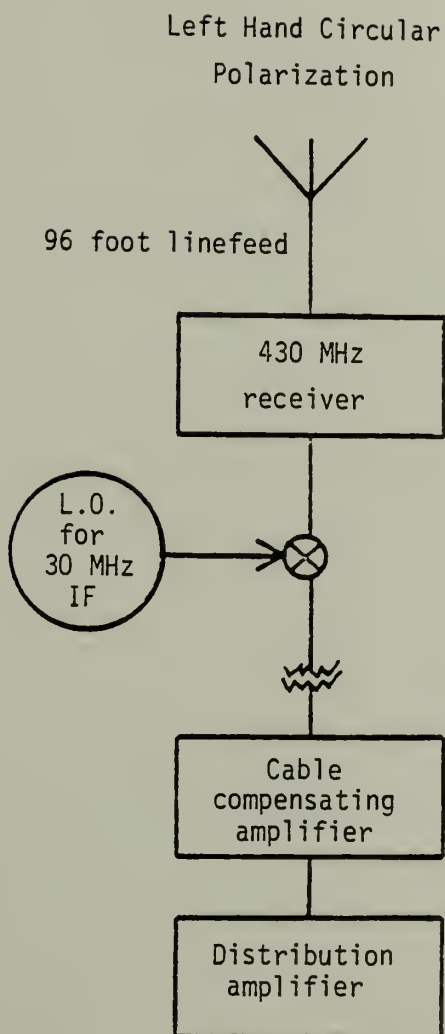 Left Hand Circular
Polarization
96 foot linefeed
430 MHz
receiver
L.O.
for
30 MHz
IF
Cable
compensating
amplifier
Distribution
amplifier